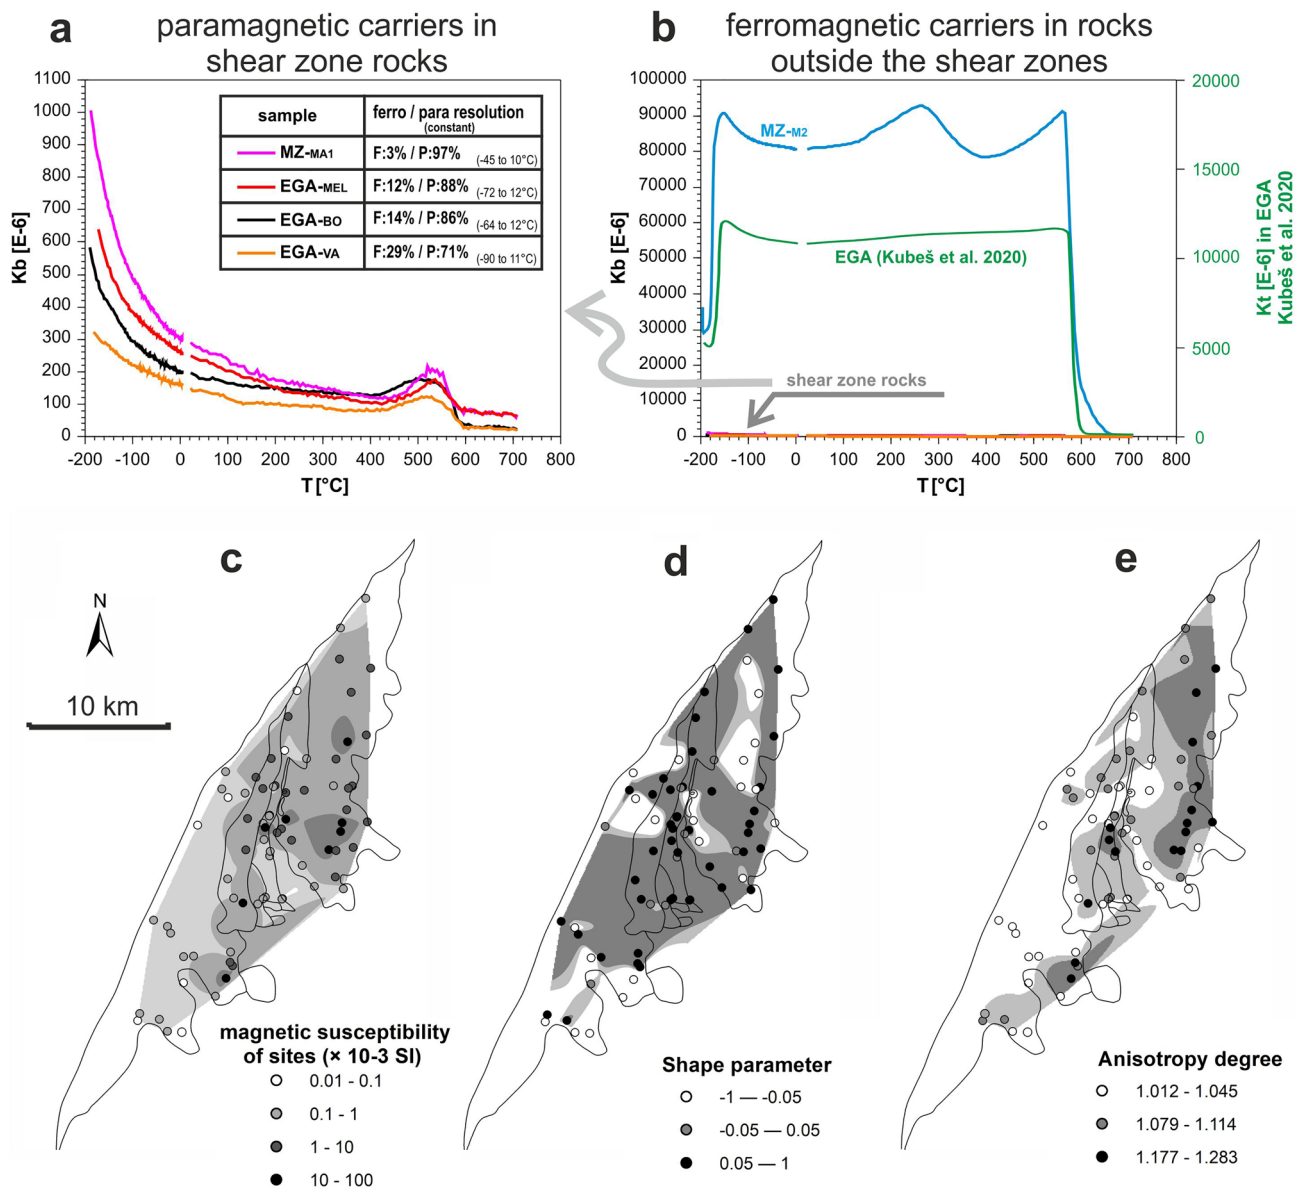 a
paramagnetic carriers in
shear zone rocks
1100
1000
900
800
700
600
500
400
300
200
100
0
Kb [E-6]
sample
ferro / para resolution
(constant)
MZ-MA1
F:3% / P:97%
(-45 to 10°C)
EGA-MEL
F:12% / P:88%
(-72 to 12°C)
EGA-BO
F:14% / P:86%
(-64 to 12°C)
EGA-VA
F:29% / P:71%
(-90 to 11°C)
-200 -100 0 100 200 300 400 500 600 700 800
T [°C]
b
ferromagnetic carriers in rocks
outside the shear zones
100000
90000
80000
70000
60000
50000
40000
30000
20000
10000
0
Kb [E-6]
MZ-M2
EGA (Kubeš et al. 2020)
shear zone rocks
20000
15000
10000
5000
0
Kt [E-6] in EGA
Kubeš et al. 2020
-200 -100 0 100 200 300 400 500 600 700 800
T [°C]
c
N
10 km
magnetic susceptibility
of sites (× 10-3 SI)
0.01 - 0.1
0.1 - 1
1 - 10
10 - 100
d
Shape parameter
-1 — -0.05
-0.05 — 0.05
0.05 — 1
e
Anisotropy degree
1.012 - 1.045
1.079 - 1.114
1.177 - 1.283